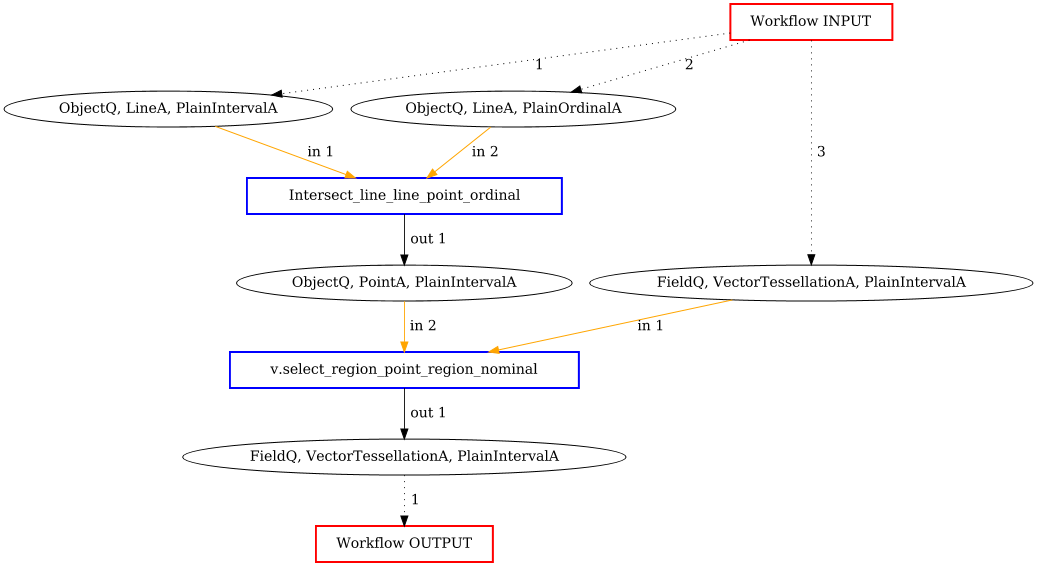 Workflow INPUT
1
2
ObjectQ, LineA, PlainIntervalA
ObjectQ, LineA, PlainOrdinalA
in 1
in 2
3
Intersect_line_line_point_ordinal
out 1
ObjectQ, PointA, PlainIntervalA
FieldQ, VectorTessellationA, PlainIntervalA
in 2
in 1
v.select_region_point_region_nominal
out 1
FieldQ, VectorTessellationA, PlainIntervalA
1
Workflow OUTPUT